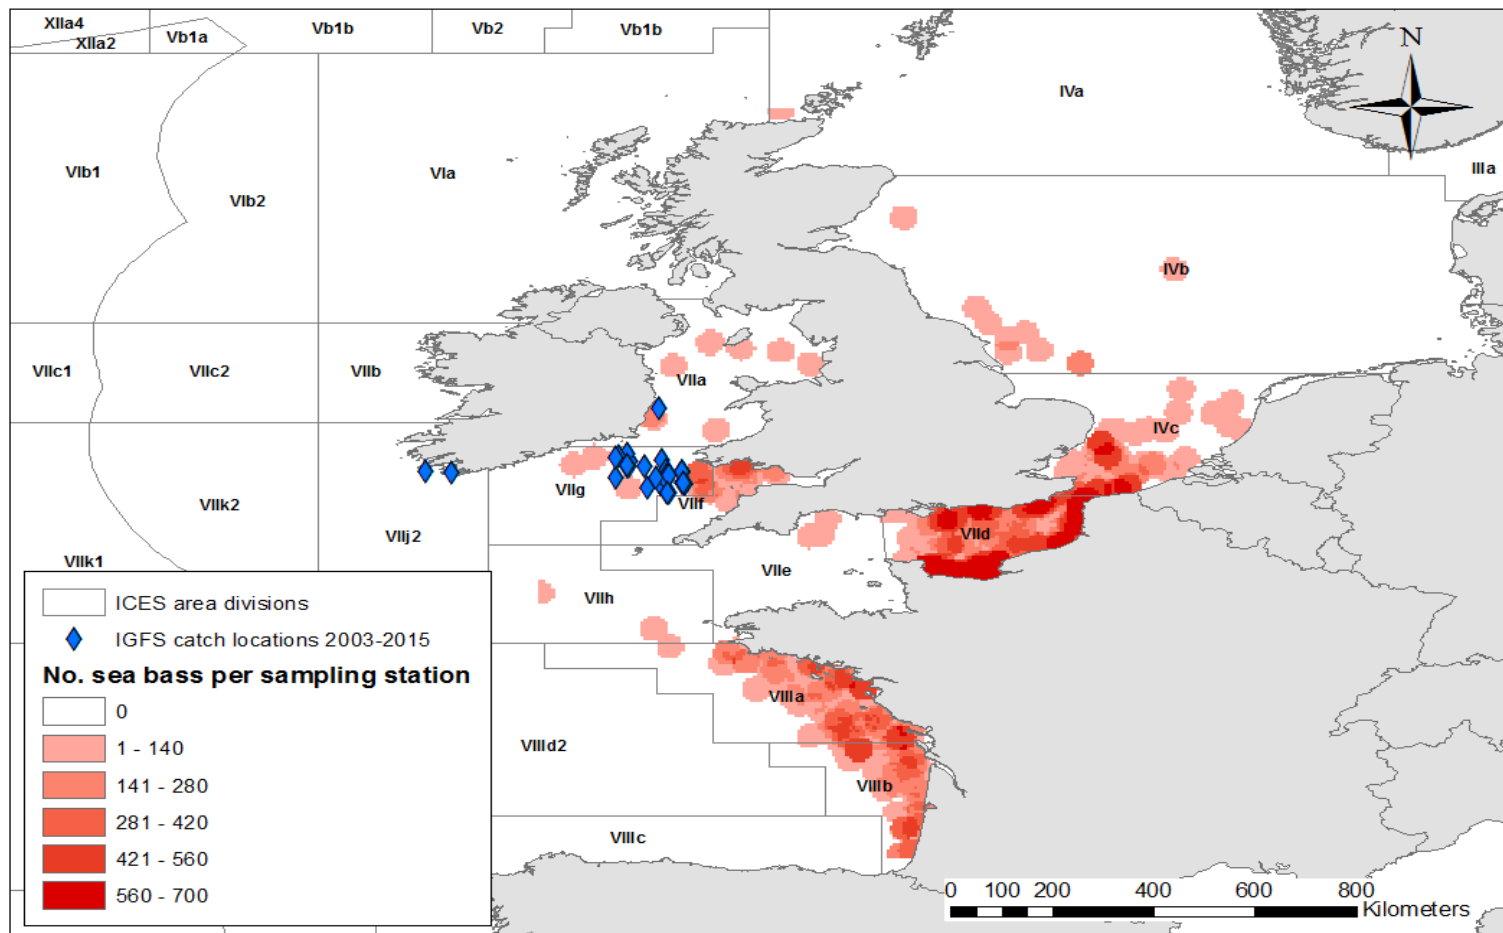 XIIa4
XIIa2
Vb1a
Vb1b
Vb2
Vb1b
N
IVa
VIb1
VIb2
VIa
IIIa
IVb
VIIc1
VIIc2
VIIb
VIIa
IVc
VIIg
VIIf
VIIk2
VIIj2
VIId
VIIk1
VIIe
VIIh
VIIIa
VIIId2
VIIIb
VIIIc
ICES area divisions
IGFS catch locations 2003-2015
No. sea bass per sampling station
0
1 - 140
141 - 280
281 - 420
421 - 560
560 - 700
0 100 200 400 600 800
Kilometers